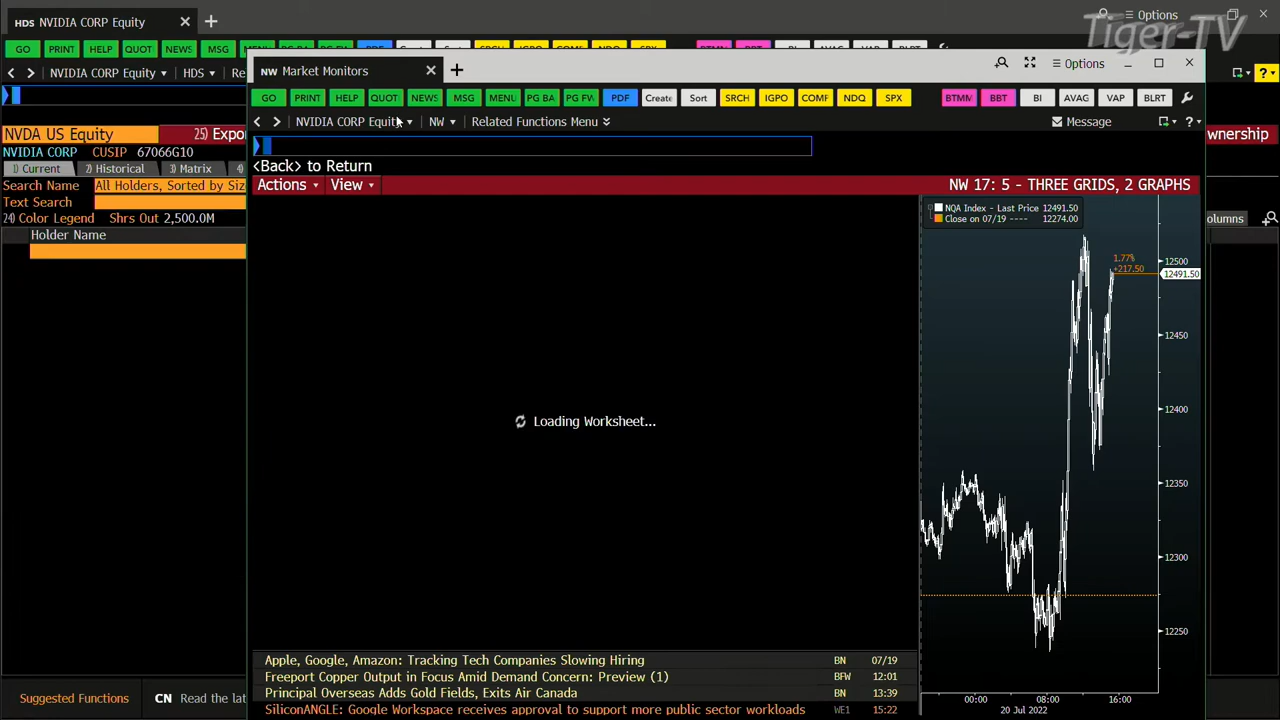 HDS NVIDIA CORP Equity
Options
Tiger-TV
GO PRINT HELP QUOT NEWS MSG
NVIDIA CORP Equity HDS
NVDA US Equity 25) Expo
wnership
NVIDIA CORP CUSIP 67066G10
1) Current 2) Historical 3) Matrix 4)
Search Name All Holders, Sorted by Siz
Text Search
24) Color Legend Shrs Out 2,500.0M
olumns
Holder Name
NW Market Monitors
Options
GO PRINT HELP QUOT NEWS MSG MENU PG BA PG FW PDF Create Sort SRCH IGPO COMF NDQ SPX BTMM BBT BI AVAG VAP BLRT
NVIDIA CORP Equity NW Related Functions Menu Message ?
<Back> to Return
Actions View NW 17: 5 - THREE GRIDS, 2 GRAPHS
NQA Index - Last Price 12491.50
Close on 07/19 ---- 12274.00
1.77%
+217.50
12500
12491.50
12450
12400
12350
12300
12250
00:00 08:00 16:00
20 Jul 2022
Loading Worksheet...
Apple, Google, Amazon: Tracking Tech Companies Slowing Hiring BN 07/19
Freeport Copper Output in Focus Amid Demand Concern: Preview (1) BFW 12:01
Principal Overseas Adds Gold Fields, Exits Air Canada BN 13:39
SiliconANGLE: Google Workspace receives approval to support more public sector workloads WE1 15:22
Suggested Functions CN Read the lat